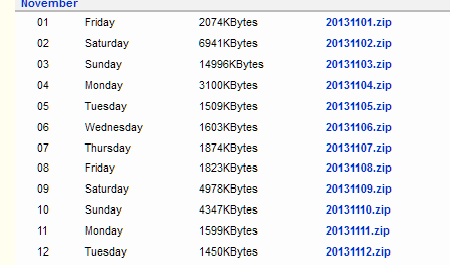 November
01 Friday 2074KBytes 20131101.zip
02 Saturday 6941KBytes 20131102.zip
03 Sunday 14996KBytes 20131103.zip
04 Monday 3100KBytes 20131104.zip
05 Tuesday 1509KBytes 20131105.zip
06 Wednesday 1603KBytes 20131106.zip
07 Thursday 1874KBytes 20131107.zip
08 Friday 1823KBytes 20131108.zip
09 Saturday 4978KBytes 20131109.zip
10 Sunday 4347KBytes 20131110.zip
11 Monday 1599KBytes 20131111.zip
12 Tuesday 1450KBytes 20131112.zip